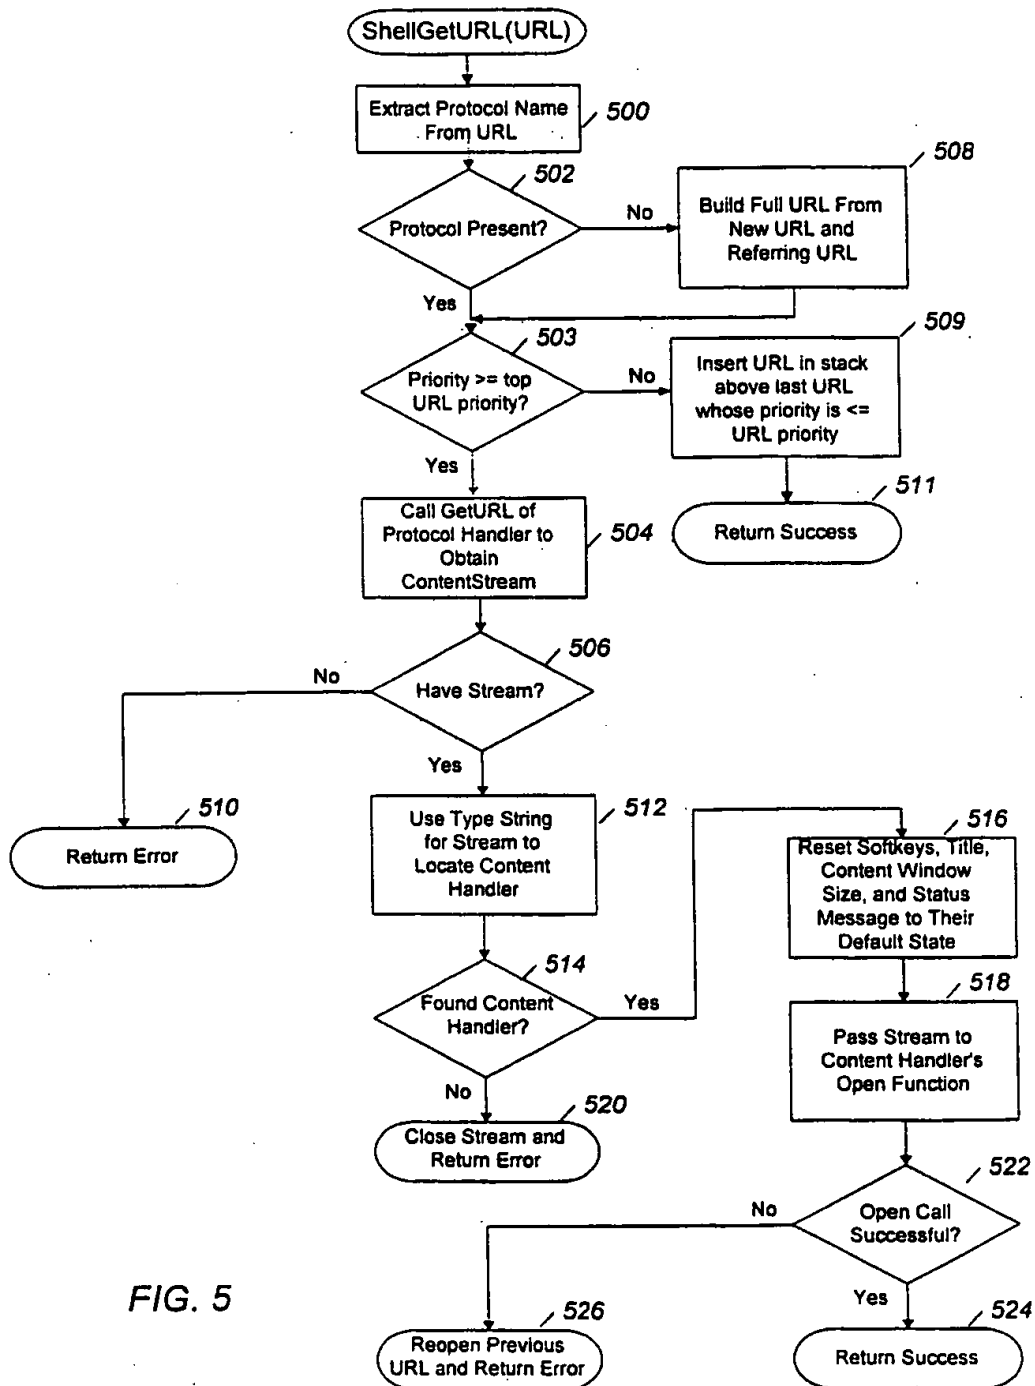 ShellGetURL(URL)
Extract Protocol Name
From URL
500
502
Protocol Present?
No
508
Build Full URL From
New URL and
Referring URL
Yes
503
Priority >= top
URL priority?
No
509
Insert URL in stack
above last URL
whose priority is <=
URL priority
Yes
511
Return Success
Call GetURL of
Protocol Handler to
Obtain
ContentStream
504
506
Have Stream?
No
Yes
510
Return Error
Use Type String
for Stream to
Locate Content
Handler
512
516
Reset Softkeys, Title,
Content Window
Size, and Status
Message to Their
Default State
514
Found Content
Handler?
Yes
518
Pass Stream to
Content Handler's
Open Function
No
520
Close Stream and
Return Error
522
Open Call
Successful?
No
Yes
FIG. 5
526
Reopen Previous
URL and Return Error
524
Return Success